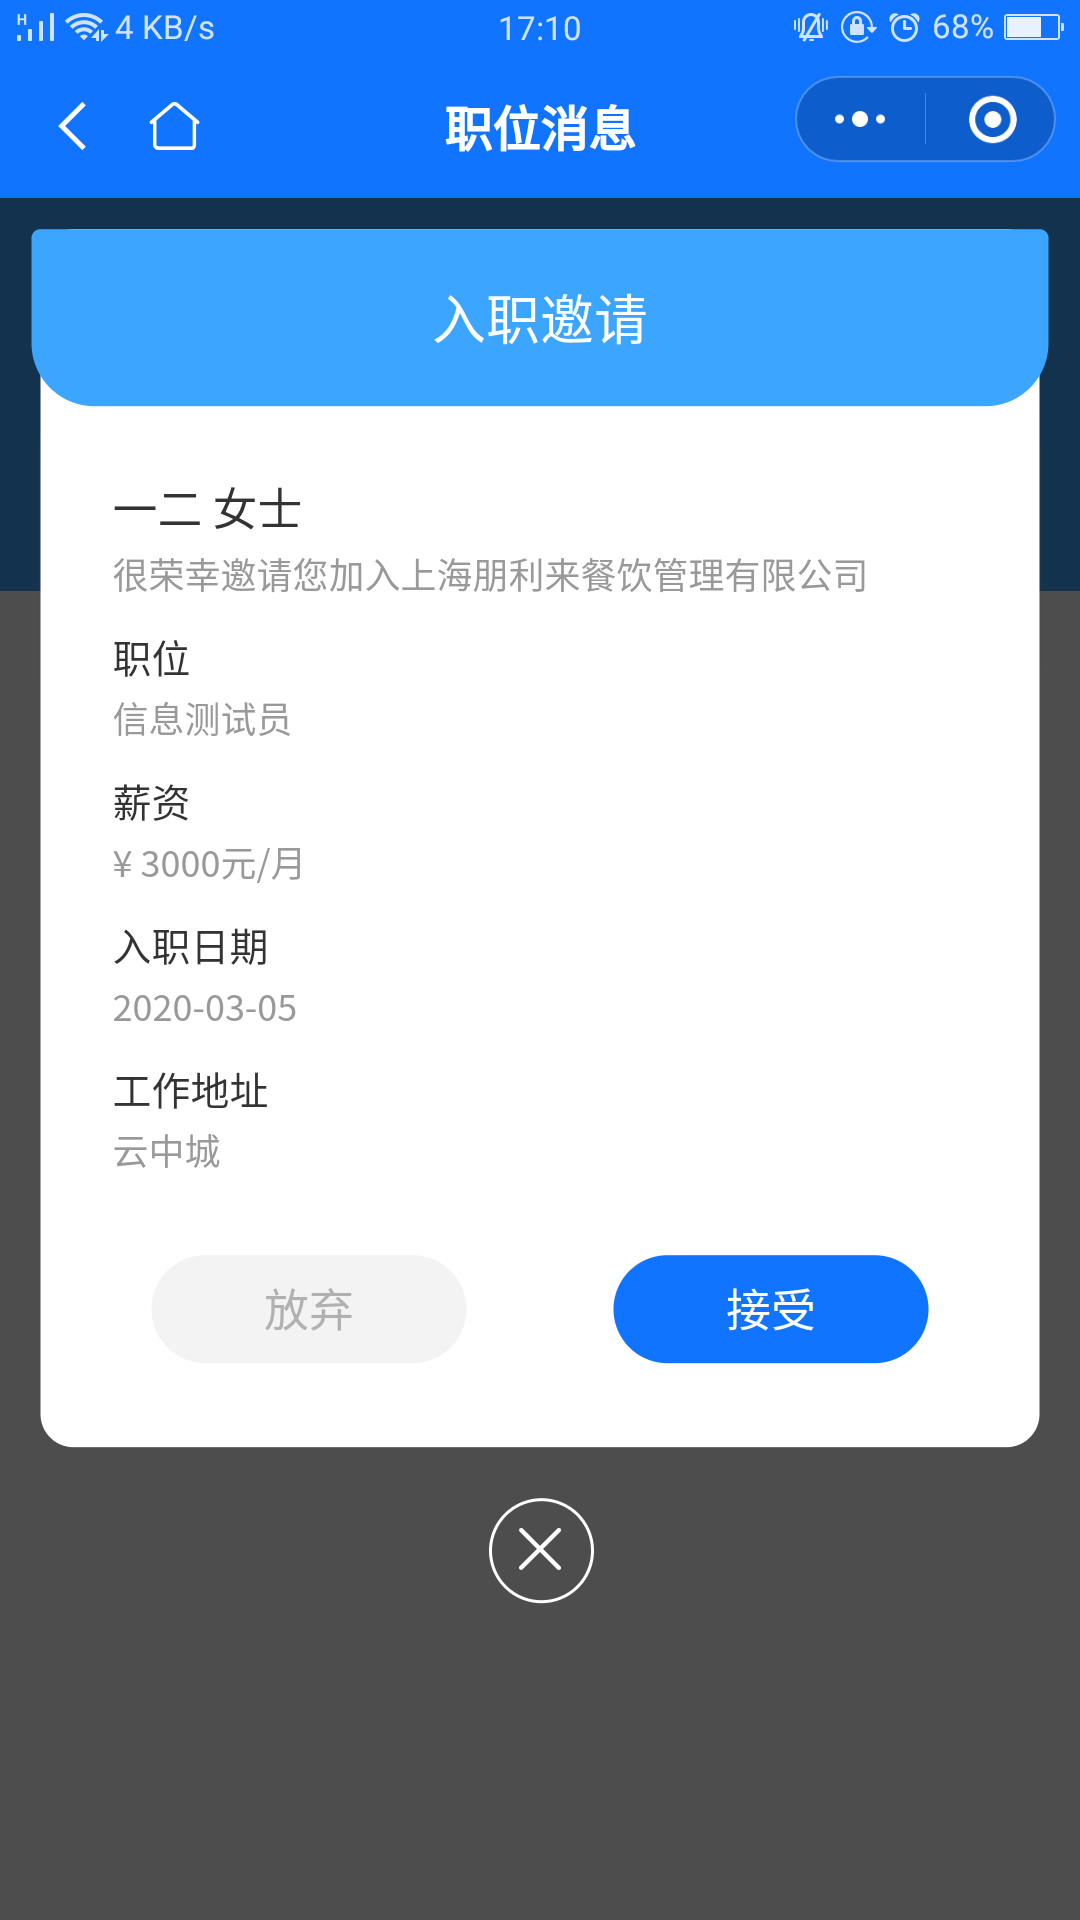 H 4 KB/s 17:10 68%
职位消息
入职邀请
一二 女士
很荣幸邀请您加入上海朋利来餐饮管理有限公司
职位
信息测试员
薪资
¥ 3000元/月
入职日期
2020-03-05
工作地址
云中城
放弃 接受